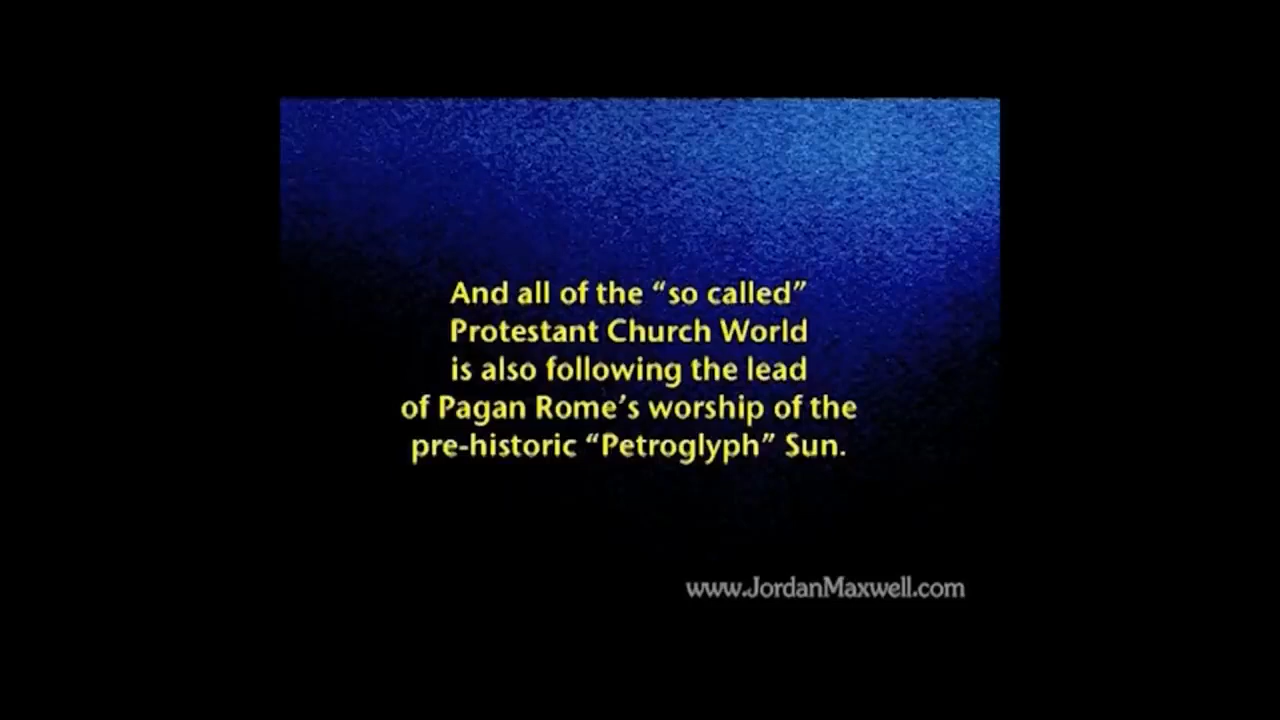 And all of the “so called”
Protestant Church World
is also following the lead
of Pagan Rome’s worship of the
pre-historic “Petroglyph” Sun.
www.JordanMaxwell.com